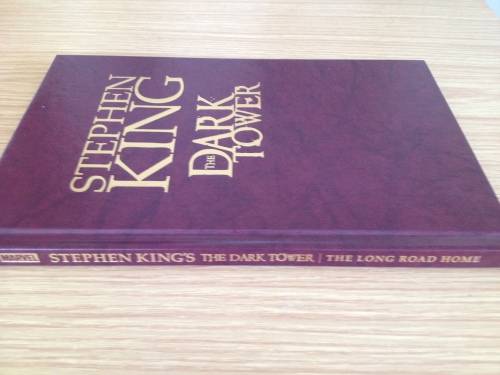 STEPHEN
KING
THE DARK
TOWER
MARVEL STEPHEN KING'S THE DARK TOWER | THE LONG ROAD HOME